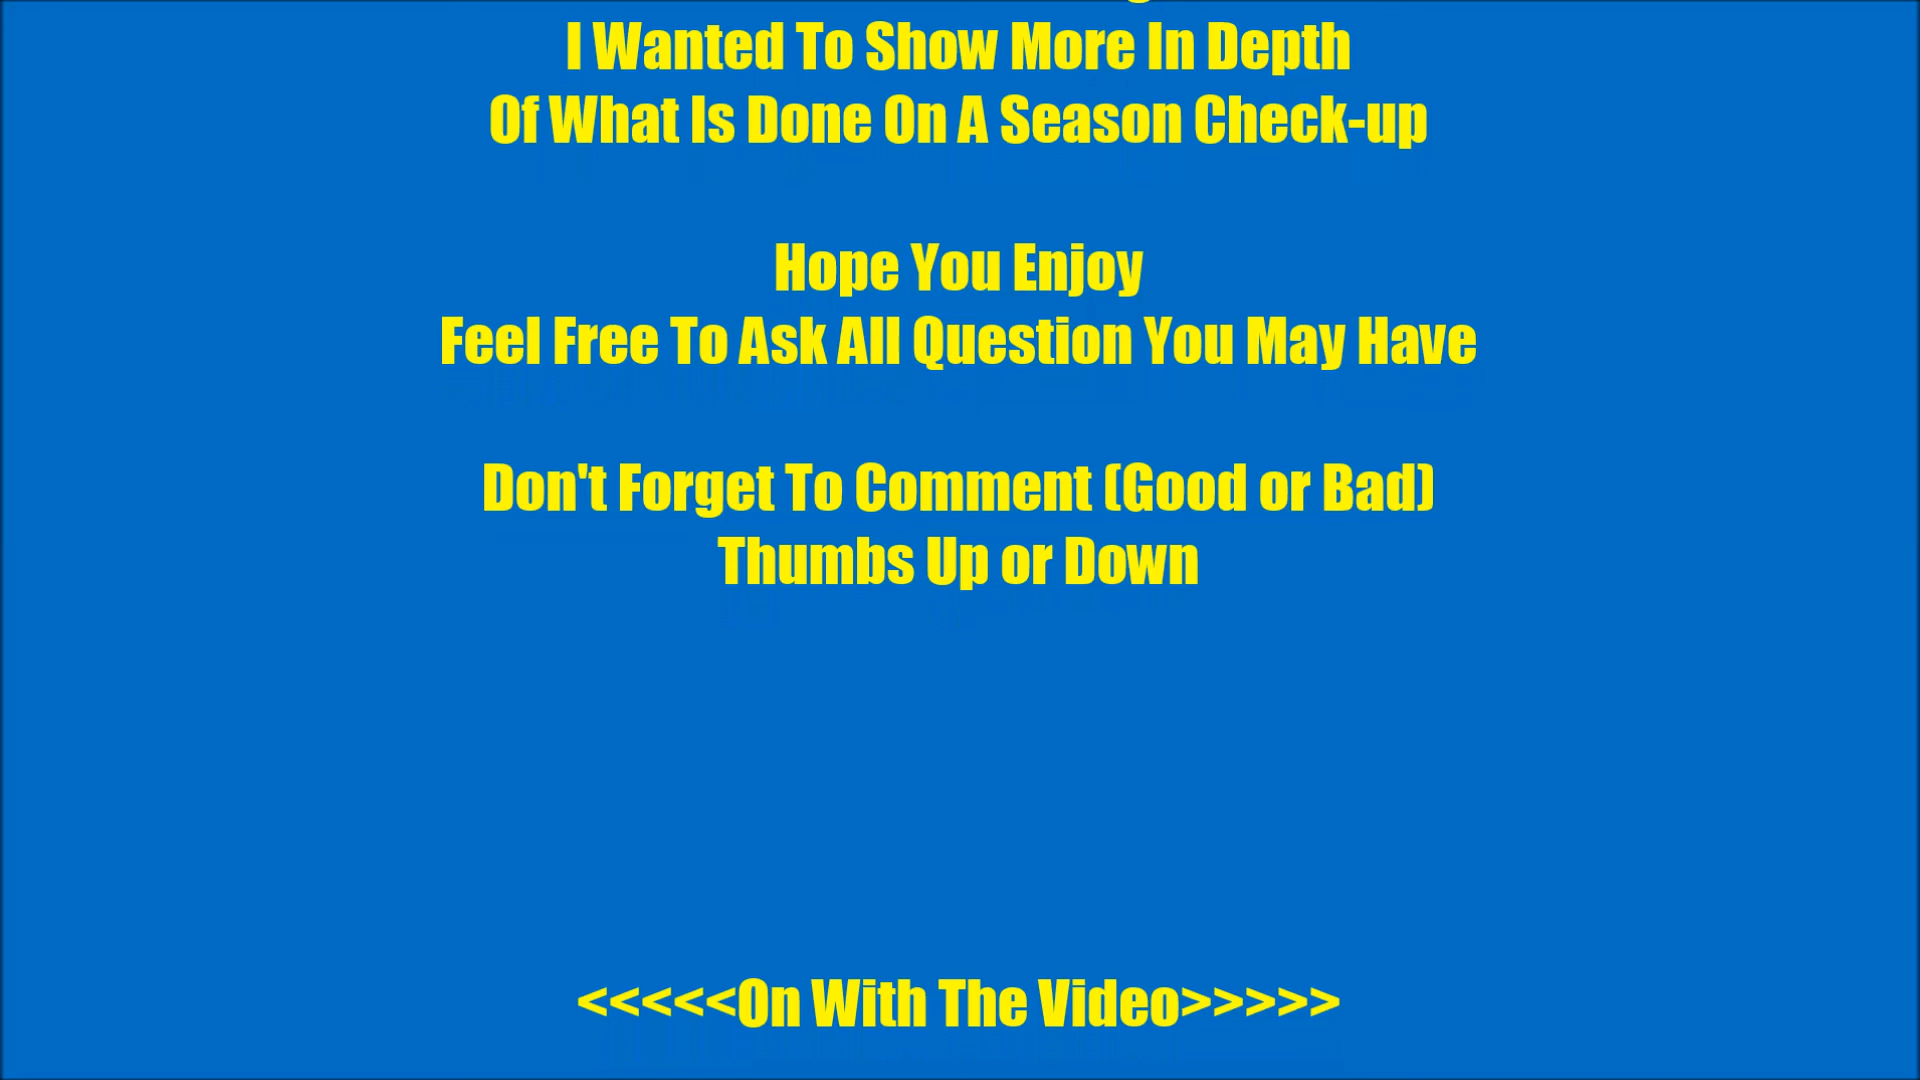 I Wanted To Show More In Depth
Of What Is Done On A Season Check-up
Hope You Enjoy
Feel Free To Ask All Question You May Have
Don't Forget To Comment (Good or Bad)
Thumbs Up or Down
<<<<<On With The Video>>>>>